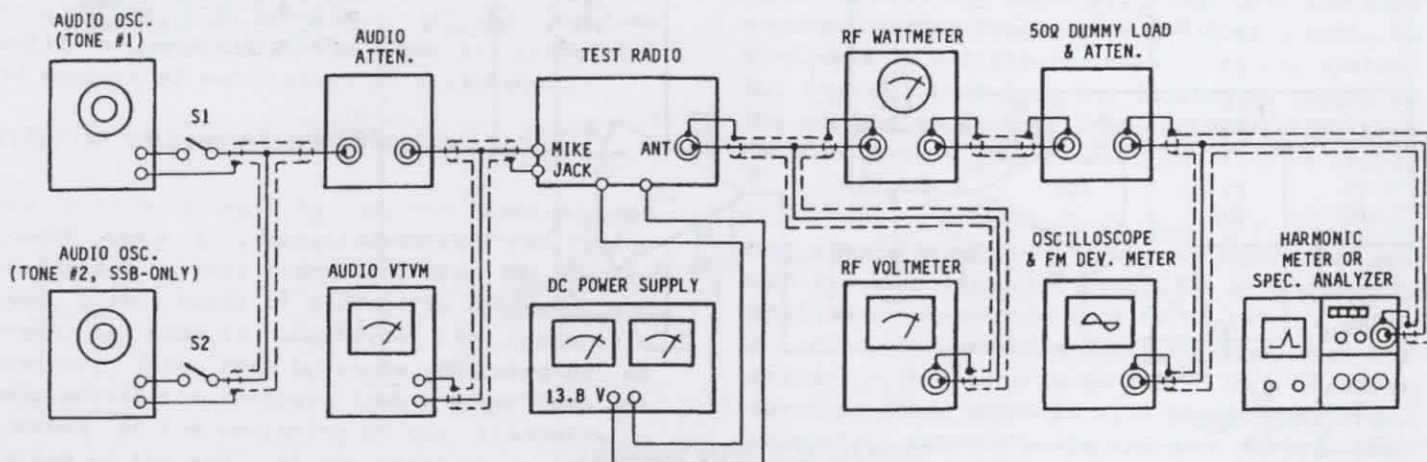 AUDIO OSC.
(TONE #1)
S1
AUDIO
ATTEN.
TEST RADIO
MIKE
JACK
ANT
RF WATTMETER
50Ω DUMMY LOAD
& ATTEN.
AUDIO OSC.
(TONE #2, SSB-ONLY)
S2
AUDIO VTVM
DC POWER SUPPLY
13.8 V
RF VOLTMETER
OSCILLOSCOPE
& FM DEV. METER
HARMONIC
METER OR
SPEC. ANALYZER